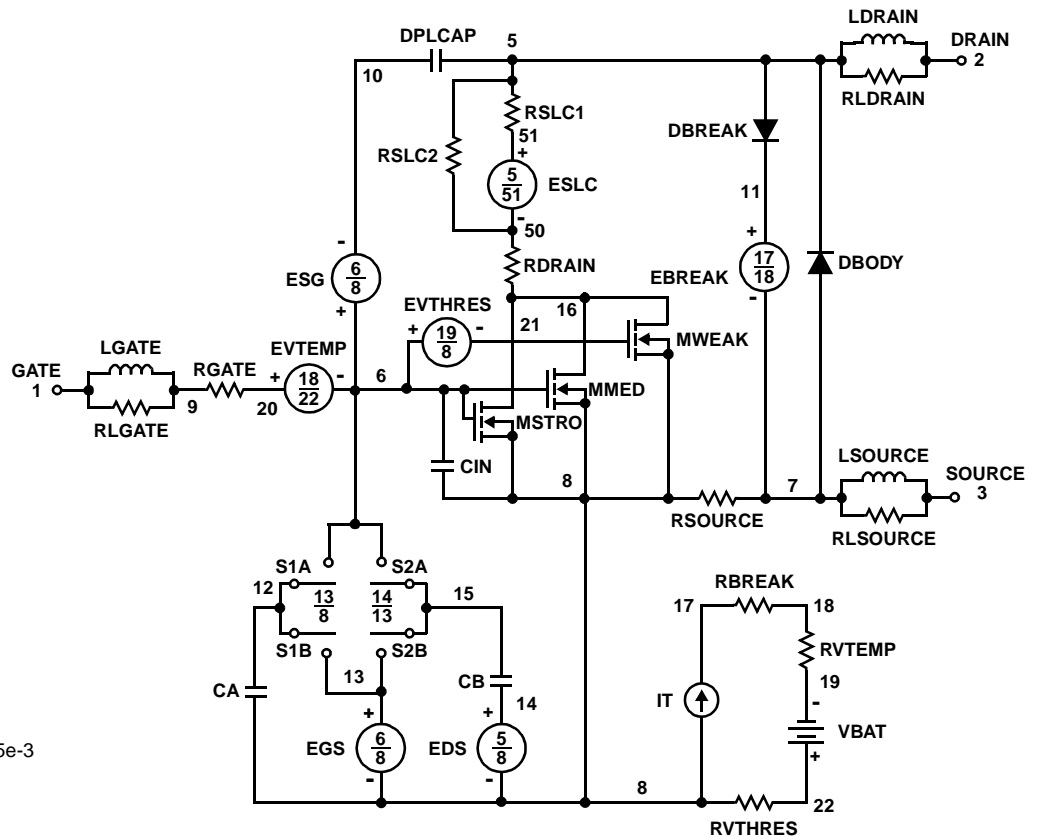 LDRAIN
DPLCAP 5 DRAIN
2
10
RLDRAIN
RSLC1
DBREAK
51
+
RSLC2
5
51
ESLC
11
-
50
-
+
RDRAIN
6
8
ESG
17
18
EBREAK
DBODY
EVTHRES
+
16
-
+
19
8
-
21
MWEAK
LGATE
EVTEMP
GATE
1
RGATE
+
18
22
-
6
MMED
9
20
RLGATE
MSTRO
LSOURCE
CIN
SOURCE
3
8
7
RSOURCE
RLSOURCE
S1A
S2A
12
13
8
14
13
15
RBREAK
17
18
S1B
S2B
RVTEMP
13
CB
CA
19
14
IT
-
+
+
VBAT
5e-3
EGS
6
8
EDS
5
8
+
-
-
8
22
RVTHRES